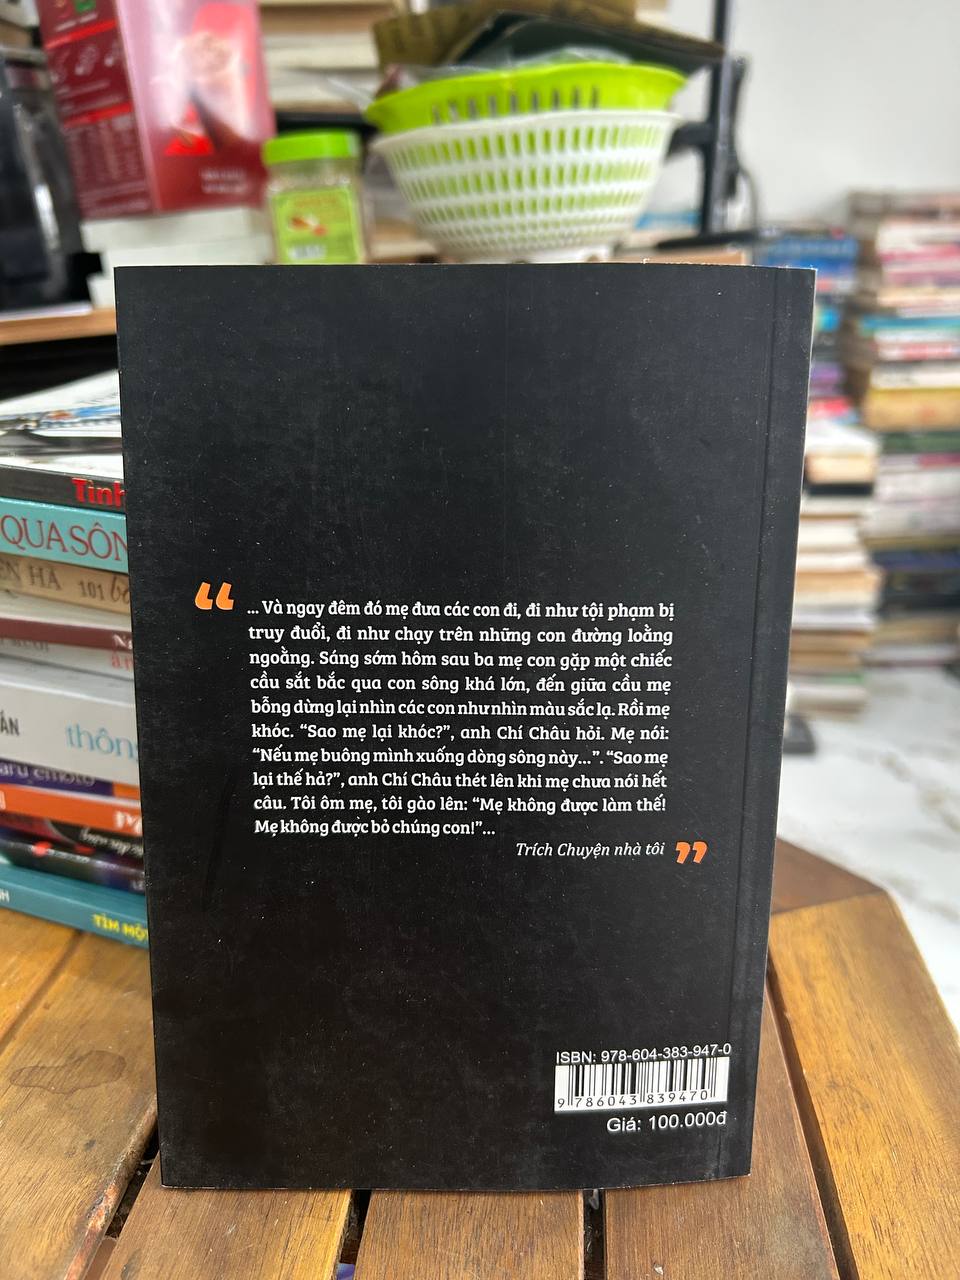 Tình
QUA SÔN
ÊN HÀ 101
thôn
TÌM MỘT
“
... Và ngay đêm đó mẹ đưa các con đi, đi như tội phạm bị
truy đuổi, đi như chạy trên những con đường loằng
ngoằng. Sáng sớm hôm sau ba mẹ con gặp một chiếc
cầu sắt bắc qua con sông khá lớn, đến giữa cầu mẹ
bỗng dừng lại nhìn các con như nhìn màu sắc lạ. Rồi mẹ
khóc. “Sao mẹ lại khóc?”, anh Chí Châu hỏi. Mẹ nói:
“Nếu mẹ buông mình xuống dòng sông này...”. “Sao mẹ
lại thế hả?”, anh Chí Châu thét lên khi mẹ chưa nói hết
câu. Tôi ôm mẹ, tôi gào lên: “Mẹ không được làm thế!
Mẹ không được bỏ chúng con!”...
Trích Chuyện nhà tôi ”
ISBN: 978-604-383-947-0
9 786043 839470
Giá: 100.000đ